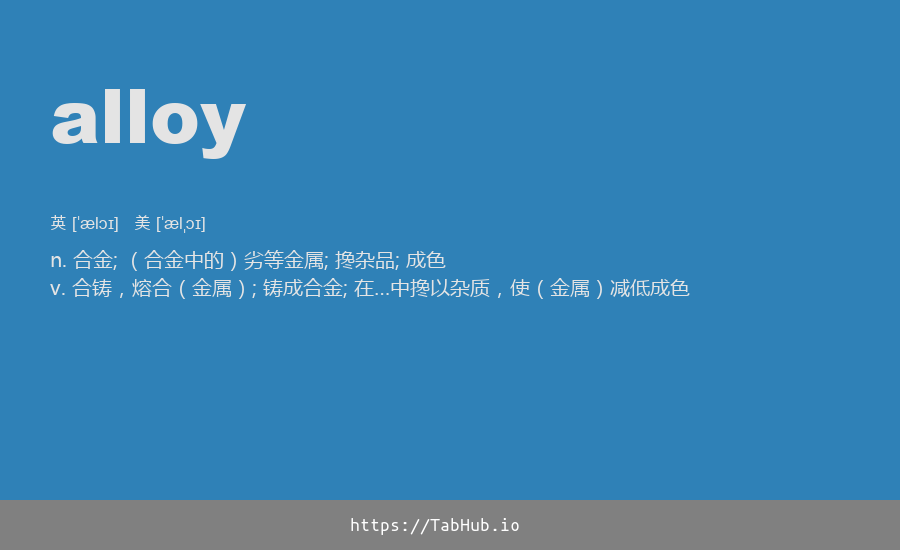 alloy
英 [ˈælɔɪ] 美 [ˈælˌɔɪ]
n. 合金; （合金中的）劣等金属; 搀杂品; 成色
v. 合铸，熔合（金属）; 铸成合金; 在…中搀以杂质，使（金属）减低成色
https://TabHub.io